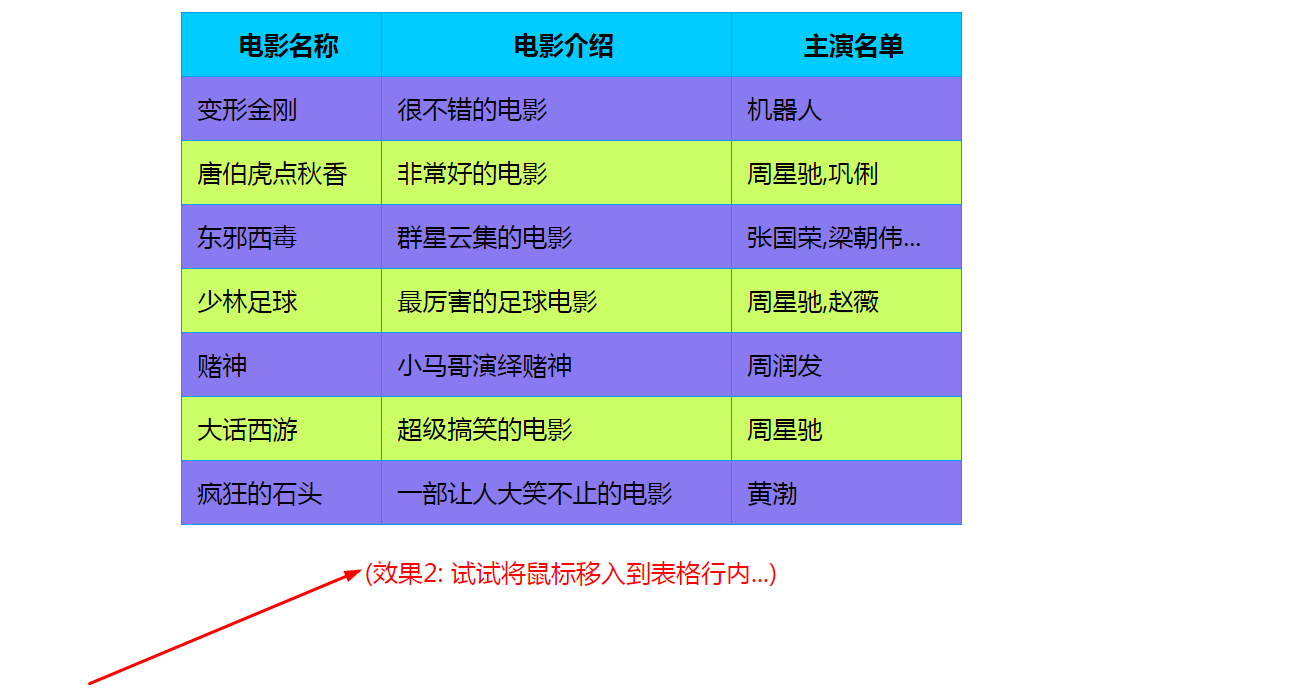 电影名称 电影介绍 主演名单
变形金刚 很不错的电影 机器人
唐伯虎点秋香 非常好的电影 周星驰,巩俐
东邪西毒 群星云集的电影 张国荣,梁朝伟...
少林足球 最厉害的足球电影 周星驰,赵薇
赌神 小马哥演绎赌神 周润发
大话西游 超级搞笑的电影 周星驰
疯狂的石头 一部让人大笑不止的电影 黄渤
(效果2: 试试将鼠标移入到表格行内...)